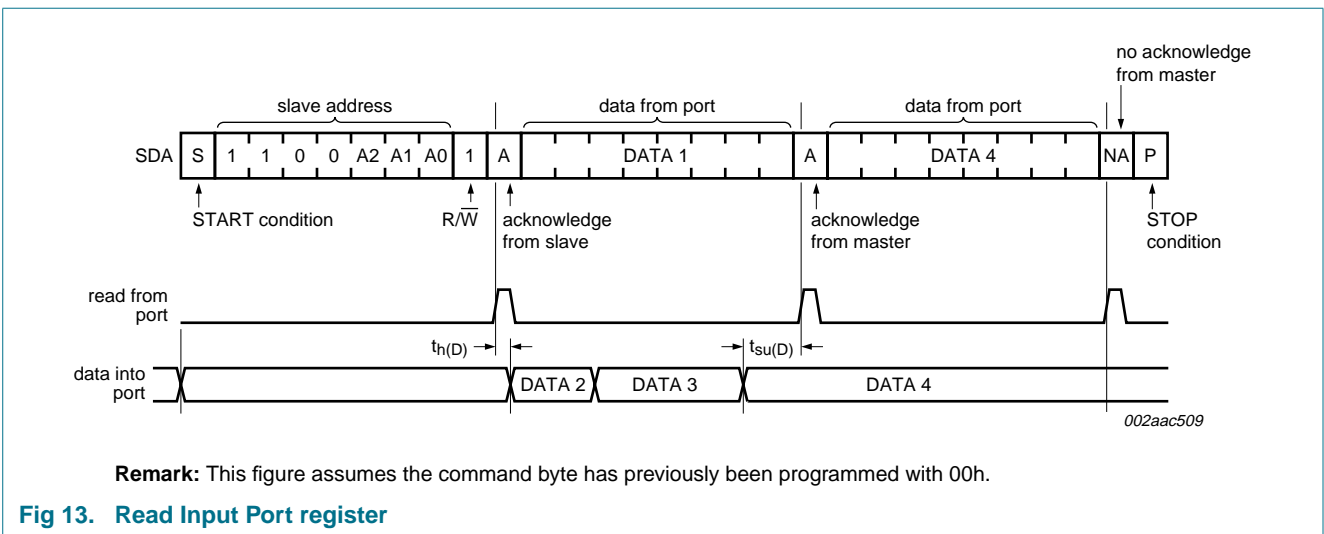 no acknowledge
from master
slave address
data from port
data from port
SDA S 1 1 0 0 A2 A1 A0 1 A DATA 1 A DATA 4 NA P
START condition
R/W̅
acknowledge
from slave
acknowledge
from master
STOP
condition
read from
port
th(D)
tsu(D)
data into
port
DATA 2 DATA 3 DATA 4
002aac509
Remark: This figure assumes the command byte has previously been programmed with 00h.
Fig 13. Read Input Port register